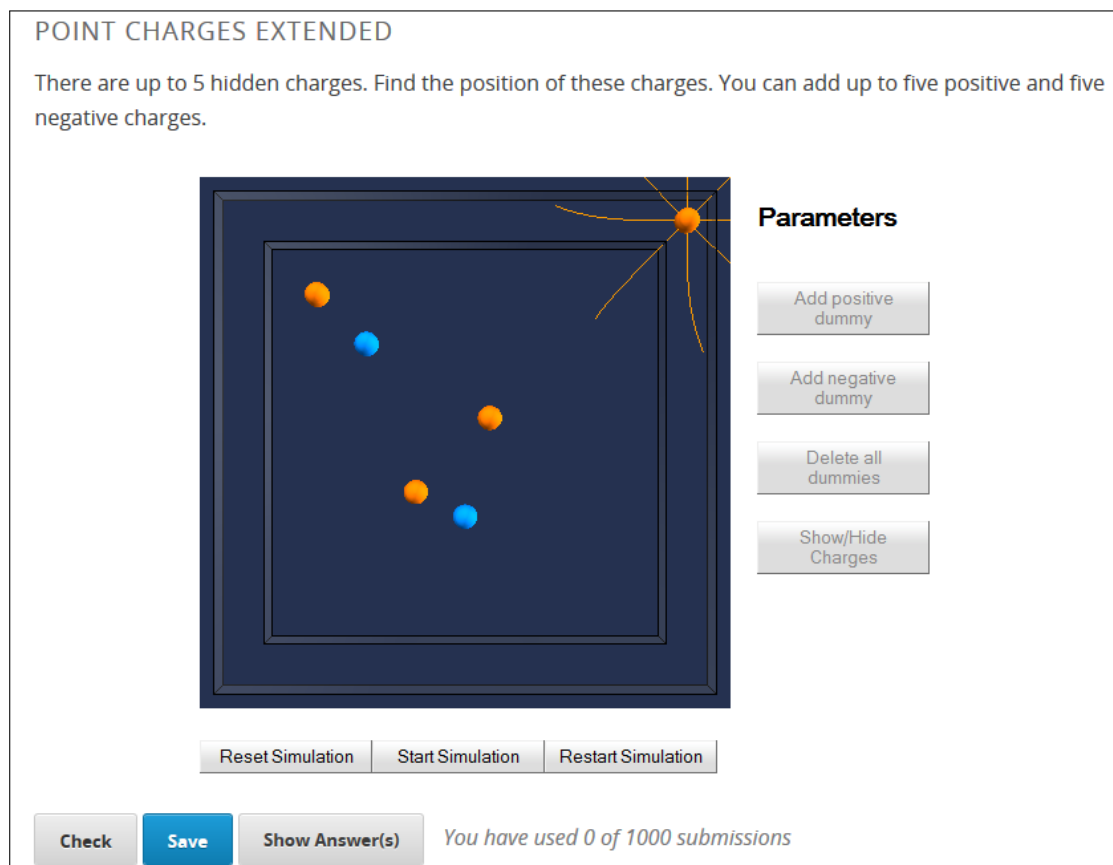 POINT CHARGES EXTENDED
There are up to 5 hidden charges. Find the position of these charges. You can add up to five positive and five
negative charges.
Parameters
Add positive
dummy
Add negative
dummy
Delete all
dummies
Show/Hide
Charges
Reset Simulation Start Simulation Restart Simulation
Check Save Show Answer(s) You have used 0 of 1000 submissions